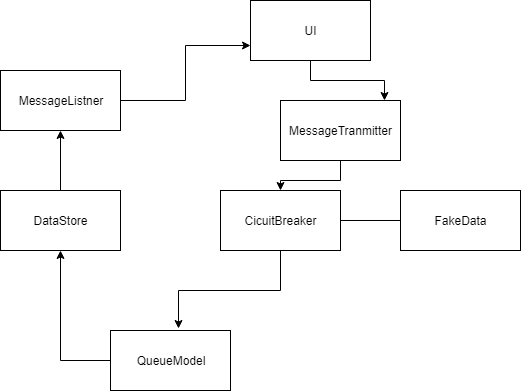 UI
MessageListner
MessageTranmitter
DataStore
CicuitBreaker
FakeData
QueueModel